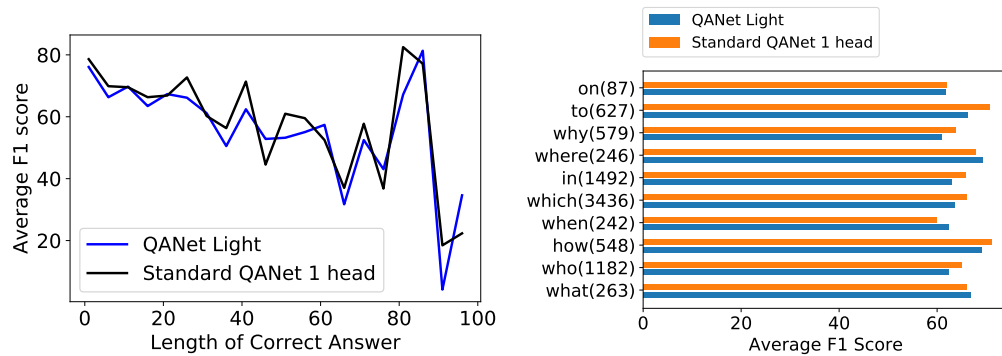 80
60
40
20
Average F1 score
QANet Light
Standard QANet 1 head
0 20 40 60 80 100
Length of Correct Answer
QANet Light
Standard QANet 1 head
on(87)
to(627)
why(579)
where(246)
in(1492)
which(3436)
when(242)
how(548)
who(1182)
what(263)
0 20 40 60
Average F1 Score